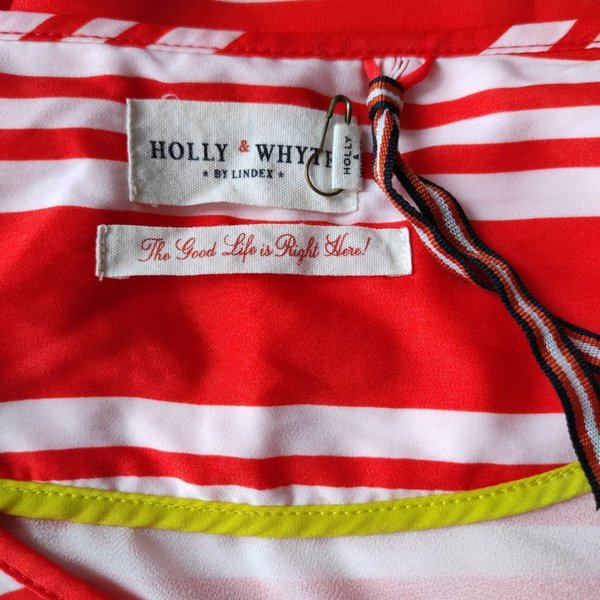 HOLLY & WHYTE
★ BY LINDEX ★
HOLLY &
The Good Life is Right Here!